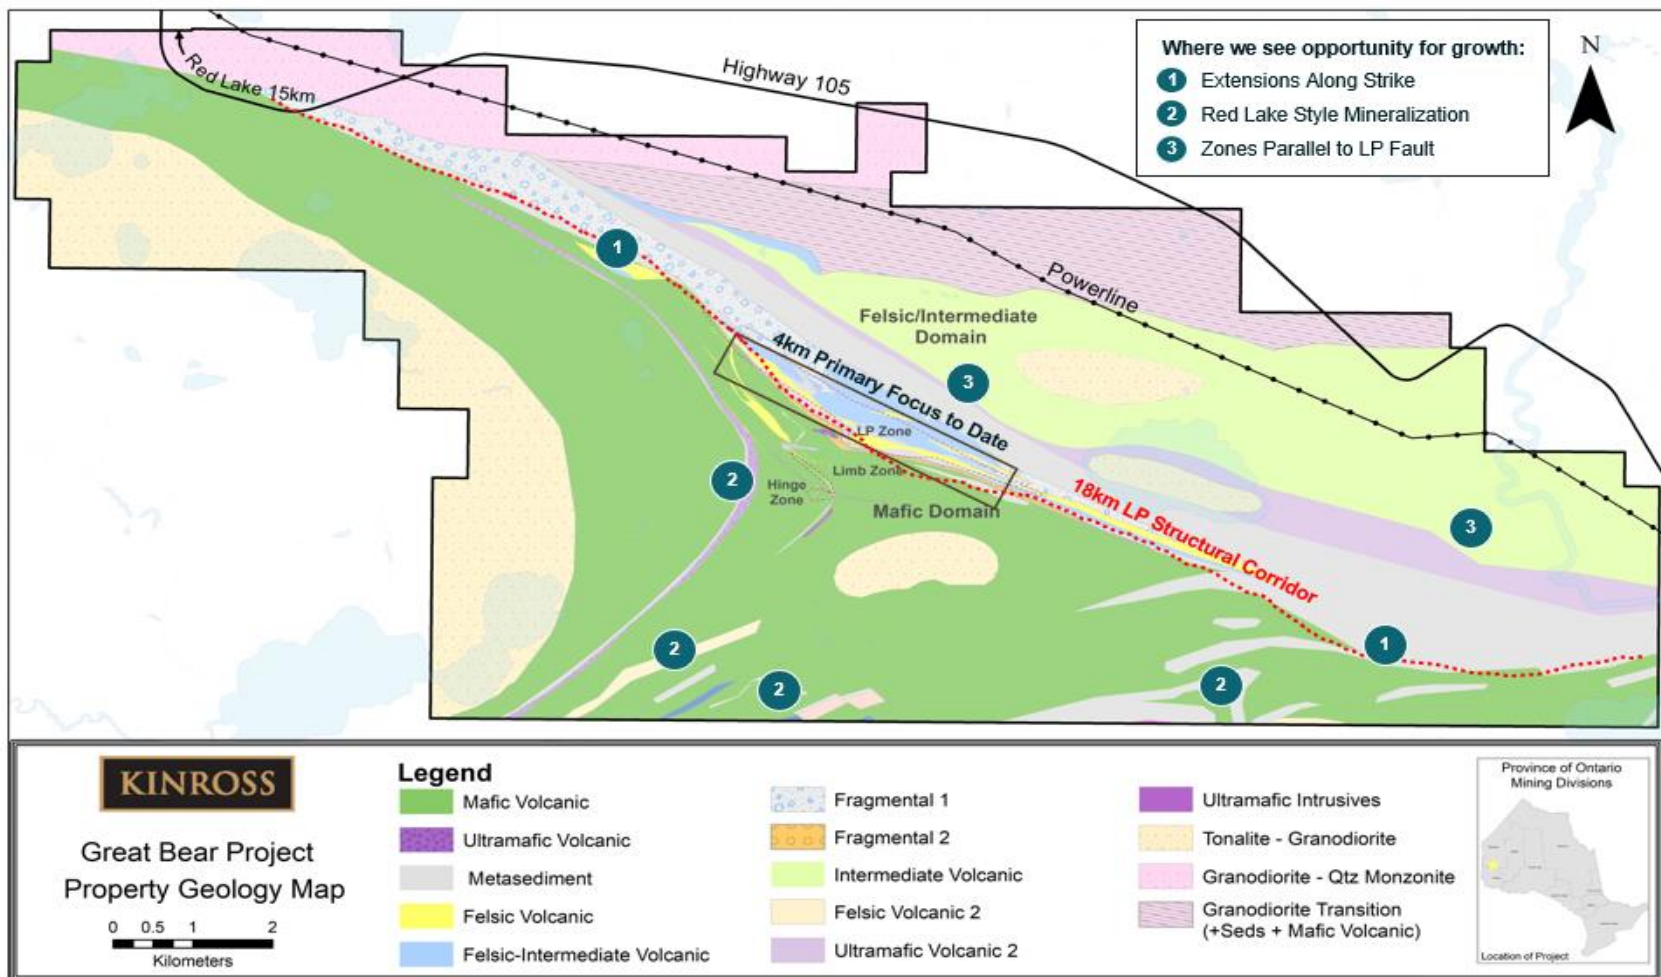 Where we see opportunity for growth:
1 Extensions Along Strike
2 Red Lake Style Mineralization
3 Zones Parallel to LP Fault
N
Red Lake 15km
Highway 105
Powerline
1
Felsic/Intermediate
Domain
3
4km Primary Focus to Date
LP Zone
Limb Zone
Hinge
Zone
2
Mafic Domain
18km LP Structural Corridor
3
1
2
2
2
KINROSS
Great Bear Project
Property Geology Map
0 0.5 1 2
Kilometers
Legend
Mafic Volcanic
Ultramafic Volcanic
Metasediment
Felsic Volcanic
Felsic-Intermediate Volcanic
Fragmental 1
Fragmental 2
Intermediate Volcanic
Felsic Volcanic 2
Ultramafic Volcanic 2
Ultramafic Intrusives
Tonalite - Granodiorite
Granodiorite - Qtz Monzonite
Granodiorite Transition
(+Seds + Mafic Volcanic)
Province of Ontario
Mining Divisions
Location of Project